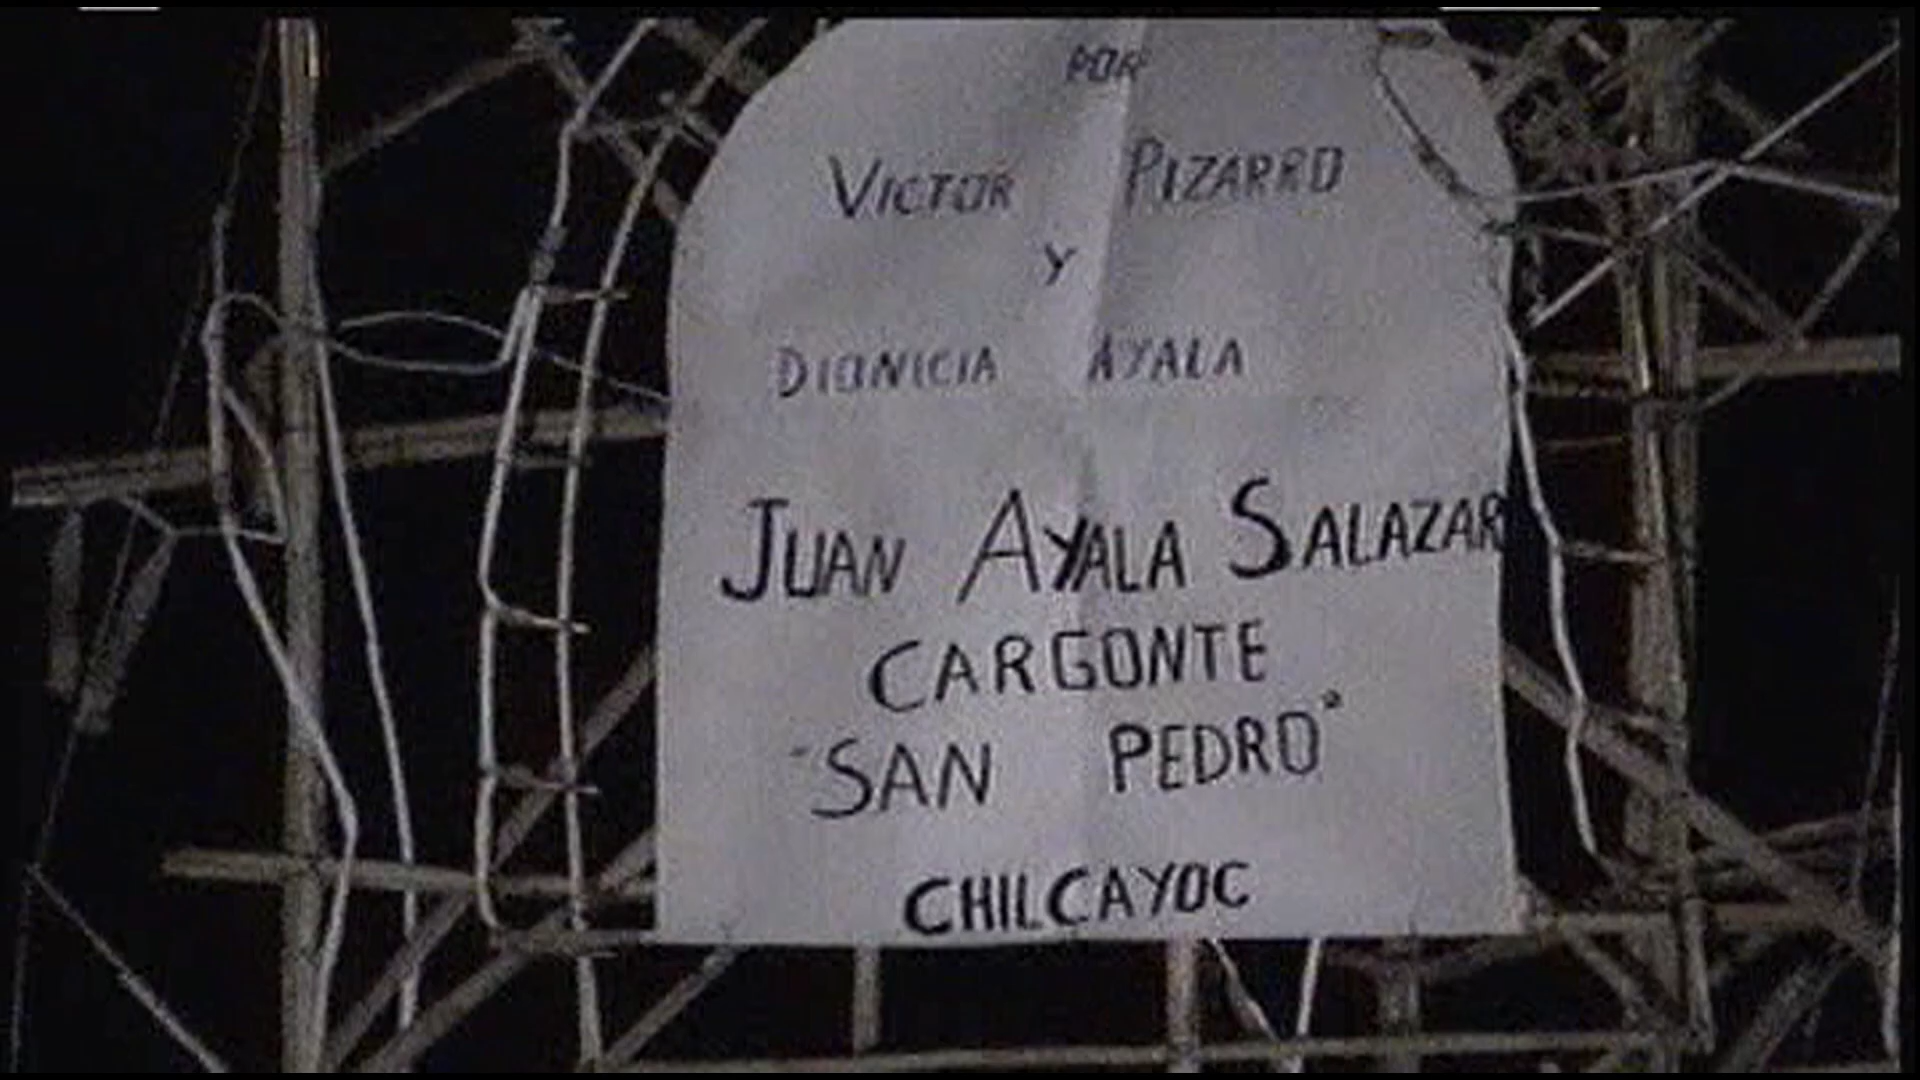 POR
VICTOR PIZARRO
Y
DIONICIA AYALA
JUAN AYALA SALAZAR
CARGONTE
"SAN PEDRO"
CHILCAYOC